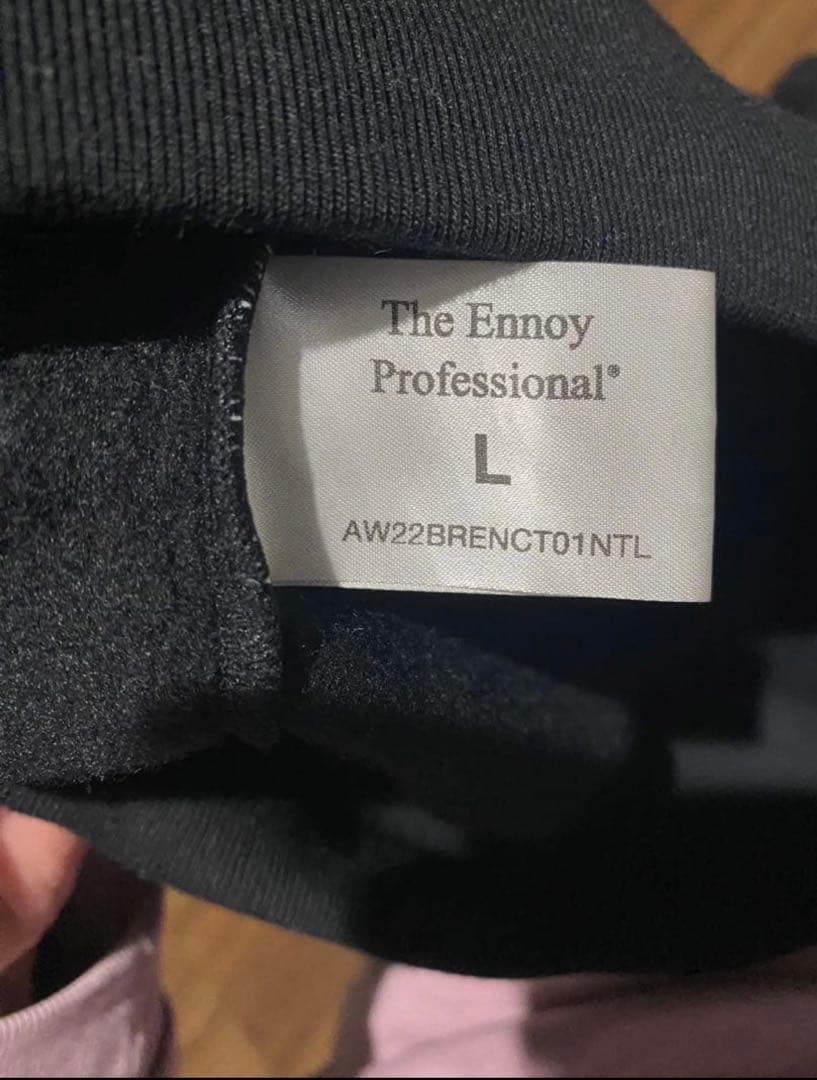 The Ennoy
Professional®
L
AW22BRENCT01NTL